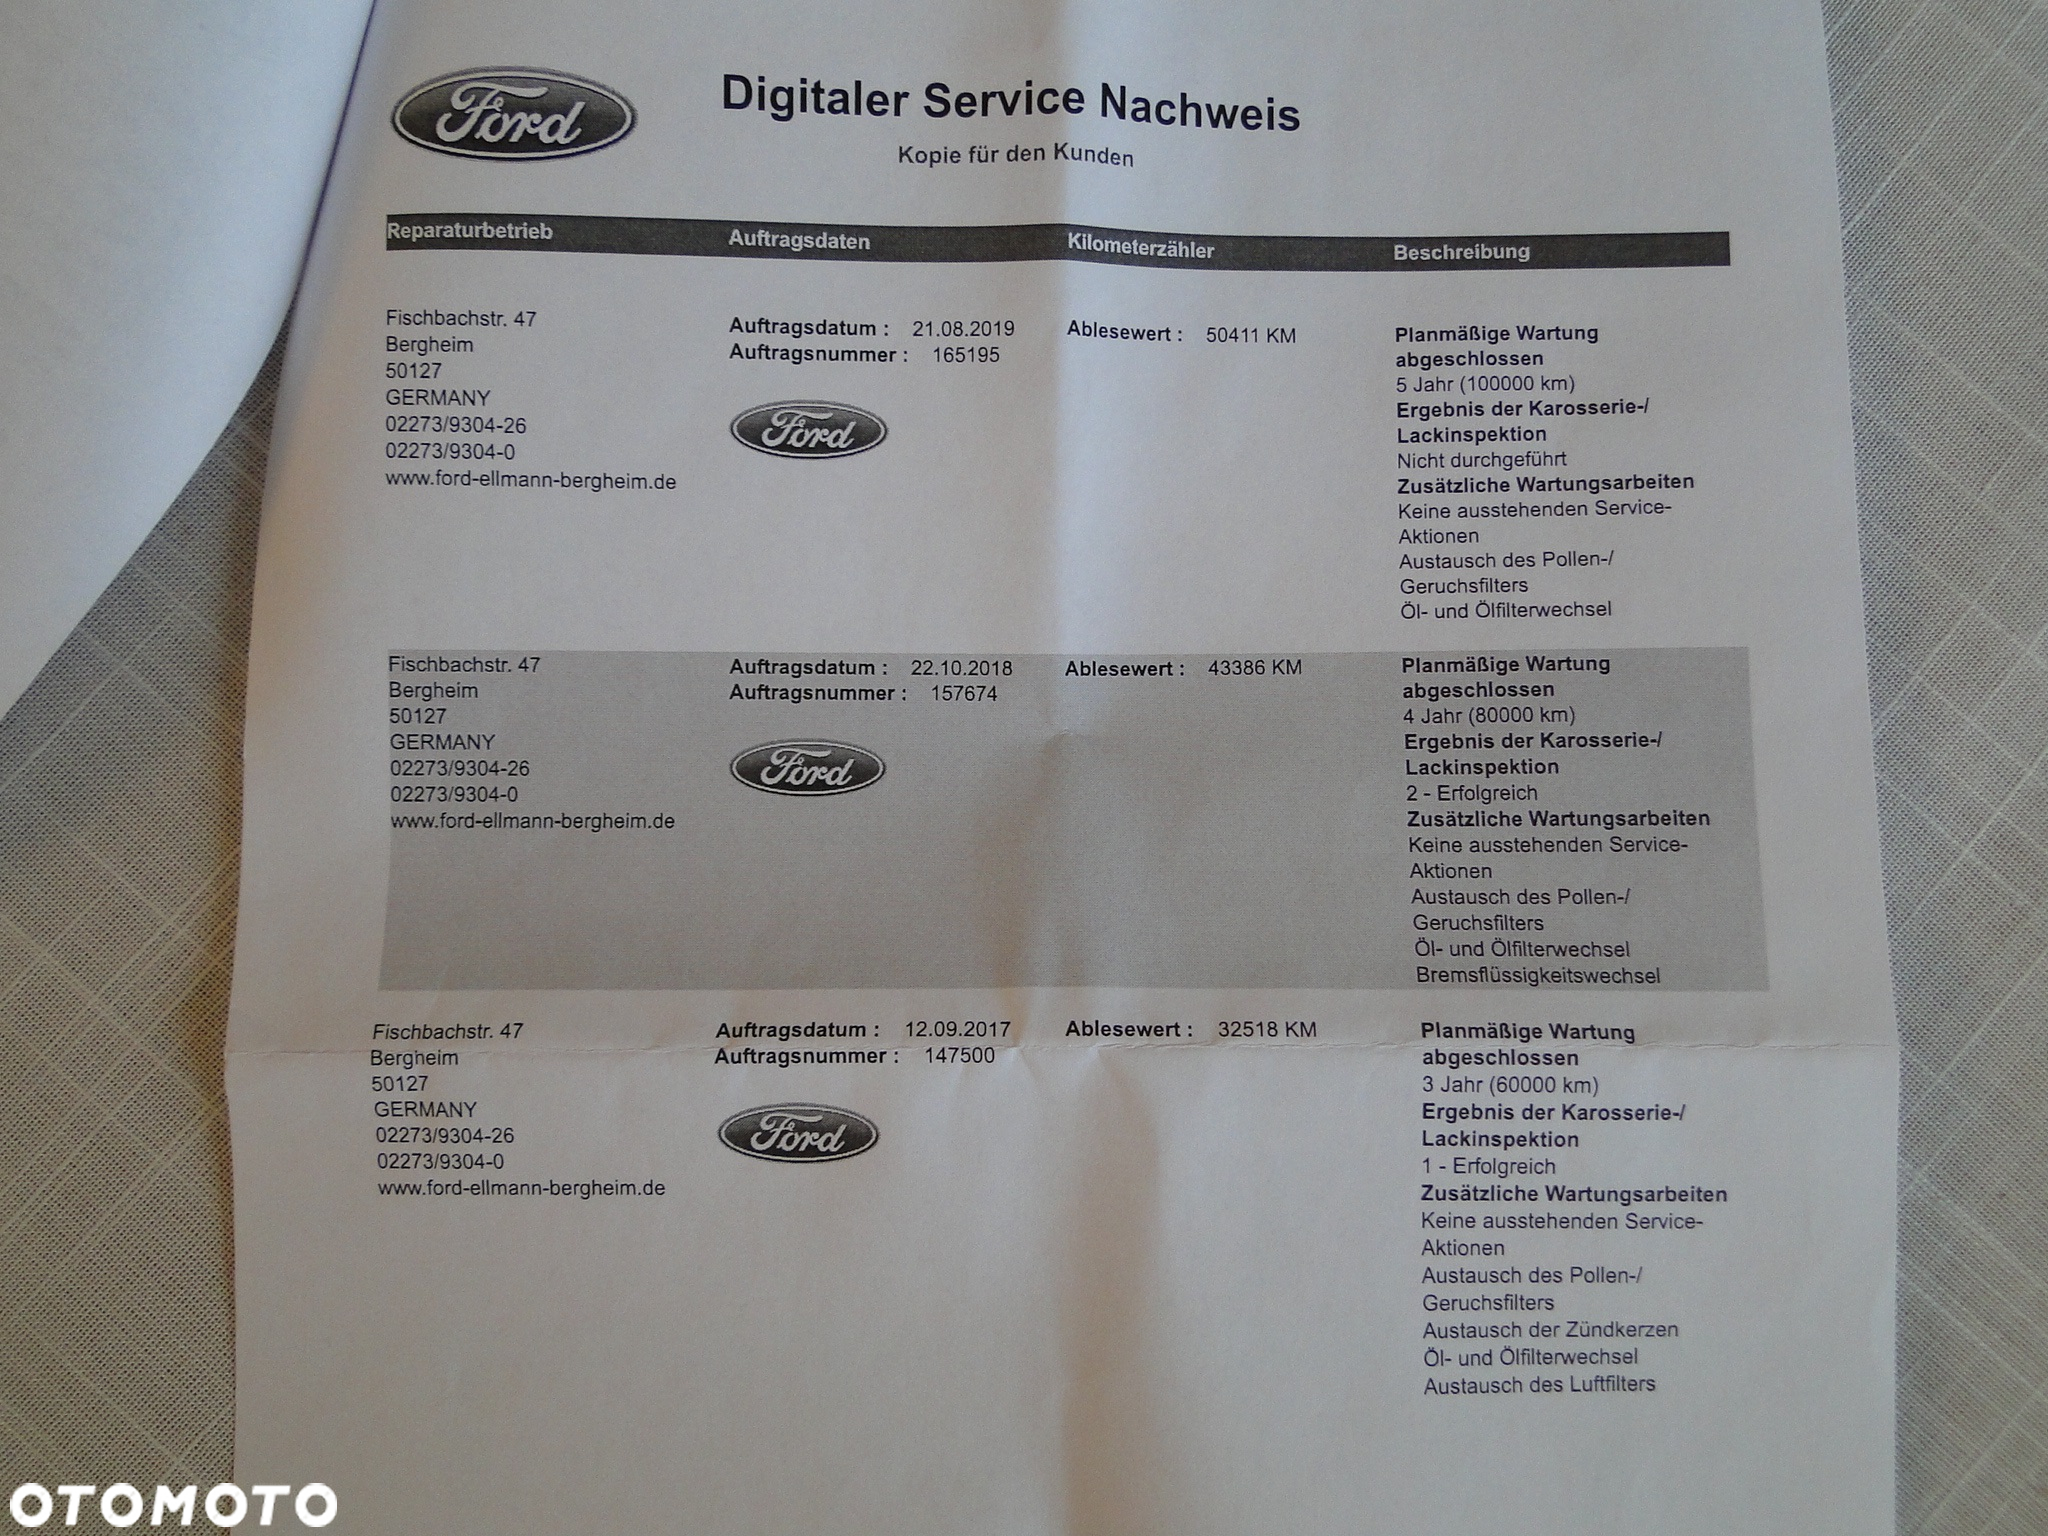 Ford
Digitaler Service Nachweis
Kopie für den Kunden
Reparaturbetrieb Auftragsdaten Kilometerzähler Beschreibung
Fischbachstr. 47
Bergheim
50127
GERMANY
02273/9304-26
02273/9304-0
www.ford-ellmann-bergheim.de
Auftragsdatum : 21.08.2019
Auftragsnummer : 165195
Ford
Ablesewert : 50411 KM
Planmäßige Wartung
abgeschlossen
5 Jahr (100000 km)
Ergebnis der Karosserie-/
Lackinspektion
Nicht durchgeführt
Zusätzliche Wartungsarbeiten
Keine ausstehenden Service-
Aktionen
Austausch des Pollen-/
Geruchsfilters
Öl- und Ölfilterwechsel
Fischbachstr. 47
Bergheim
50127
GERMANY
02273/9304-26
02273/9304-0
www.ford-ellmann-bergheim.de
Auftragsdatum : 22.10.2018
Auftragsnummer : 157674
Ford
Ablesewert : 43386 KM
Planmäßige Wartung
abgeschlossen
4 Jahr (80000 km)
Ergebnis der Karosserie-/
Lackinspektion
2 - Erfolgreich
Zusätzliche Wartungsarbeiten
Keine ausstehenden Service-
Aktionen
Austausch des Pollen-/
Geruchsfilters
Öl- und Ölfilterwechsel
Bremsflüssigkeitswechsel
Fischbachstr. 47
Bergheim
50127
GERMANY
02273/9304-26
02273/9304-0
www.ford-ellmann-bergheim.de
Auftragsdatum : 12.09.2017
Auftragsnummer : 147500
Ford
Ablesewert : 32518 KM
Planmäßige Wartung
abgeschlossen
3 Jahr (60000 km)
Ergebnis der Karosserie-/
Lackinspektion
1 - Erfolgreich
Zusätzliche Wartungsarbeiten
Keine ausstehenden Service-
Aktionen
Austausch des Pollen-/
Geruchsfilters
Austausch der Zündkerzen
Öl- und Ölfilterwechsel
Austausch des Luftfilters
OTOMOTO